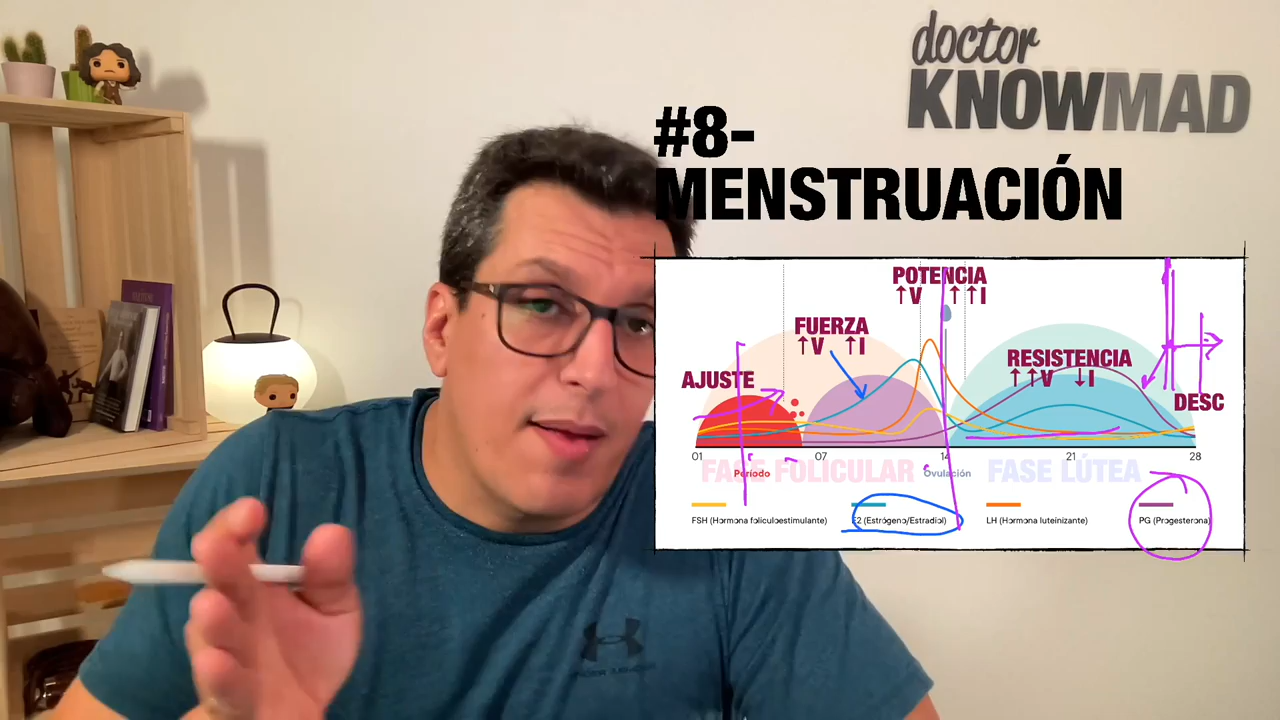 doctor
KNOWMAD
#8-
MENSTRUACIÓN
POTENCIA
↑V ↑↑I
FUERZA
↑V ↑I
RESISTENCIA
↑↑V ↓I
AJUSTE
DESC
01 07 14 21 28
FASE FOLICULAR FASE LÚTEA
Período Ovulación
FSH (Hormona foliculoestimulante) E2 (Estrógeno/Estradiol) LH (Hormona luteinizante) PG (Progesterona)